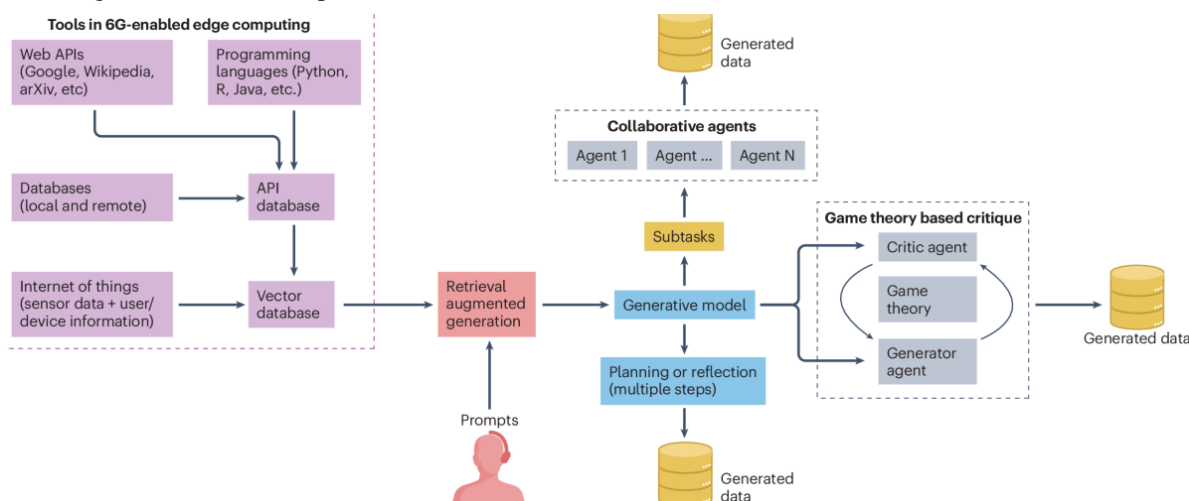 Tools in 6G-enabled edge computing
Web APIs
(Google, Wikipedia,
arXiv, etc)
Programming
languages (Python,
R, Java, etc.)
Databases
(local and remote)
API
database
Internet of things
(sensor data + user/
device information)
Vector
database
Retrieval
augmented
generation
Prompts
Generated
data
Collaborative agents
Agent 1
Agent ...
Agent N
Subtasks
Generative model
Planning or reflection
(multiple steps)
Generated
data
Game theory based critique
Critic agent
Game
theory
Generator
agent
Generated data